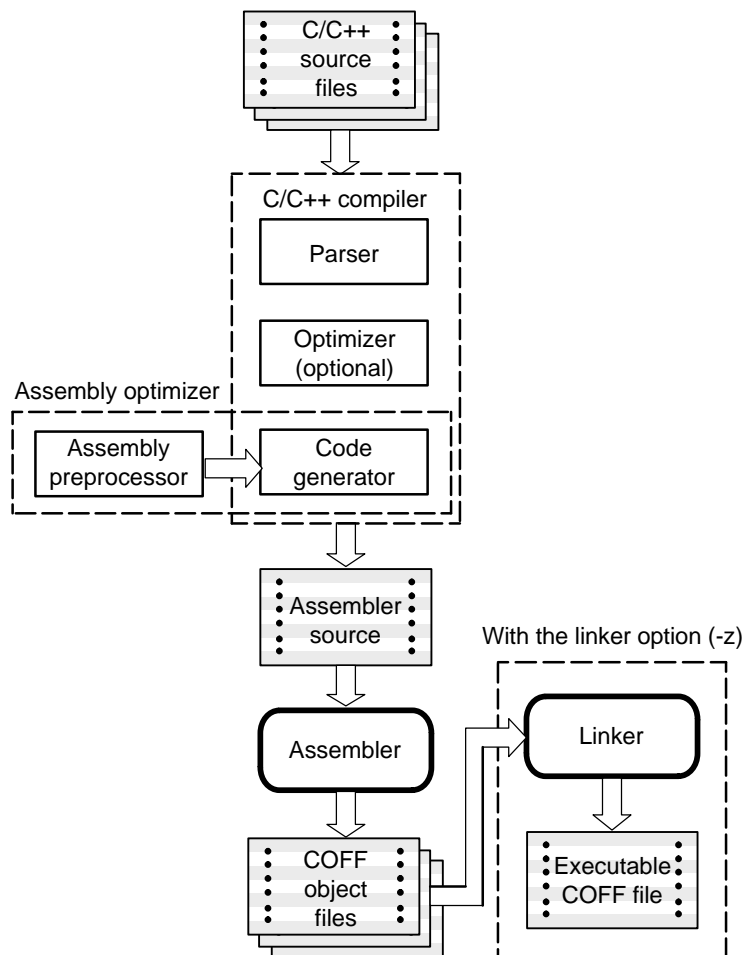 C/C++
source
files
C/C++ compiler
Parser
Optimizer
(optional)
Assembly optimizer
Assembly
preprocessor
Code
generator
Assembler
source
With the linker option (-z)
Assembler
Linker
COFF
object
files
Executable
COFF file